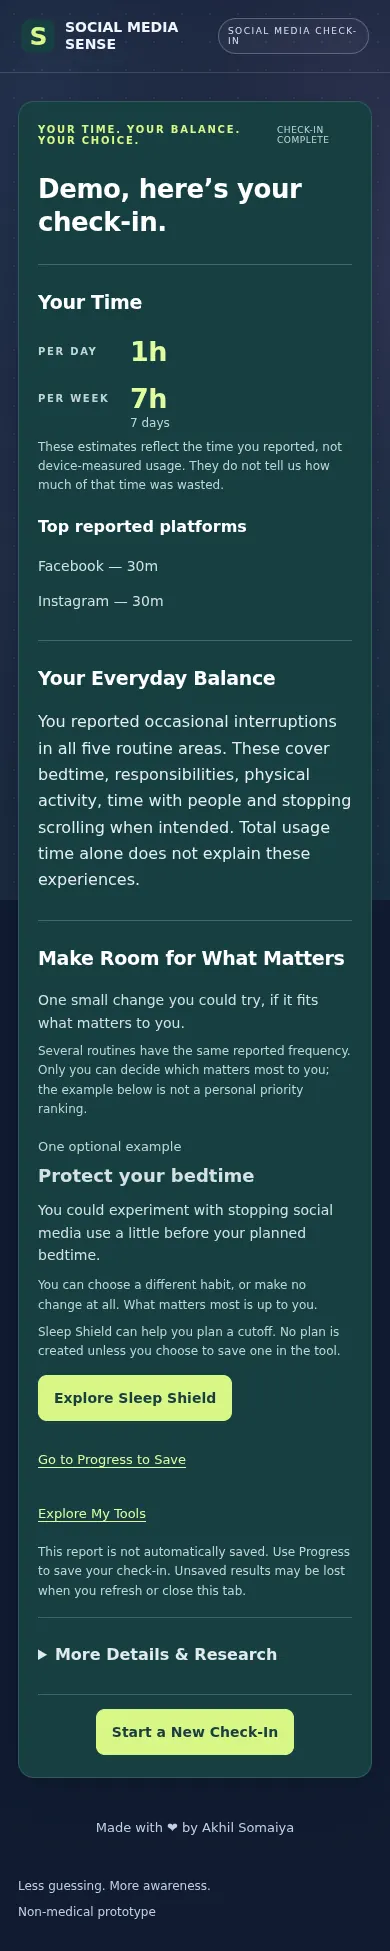 S
SOCIAL MEDIA
SENSE
SOCIAL MEDIA CHECK-
IN
YOUR TIME. YOUR BALANCE.
YOUR CHOICE.
CHECK-IN
COMPLETE
Demo, here’s your
check-in.
Your Time
PER DAY 1h
PER WEEK 7h
7 days
These estimates reflect the time you reported, not
device-measured usage. They do not tell us how
much of that time was wasted.
Top reported platforms
Facebook — 30m
Instagram — 30m
Your Everyday Balance
You reported occasional interruptions
in all five routine areas. These cover
bedtime, responsibilities, physical
activity, time with people and stopping
scrolling when intended. Total usage
time alone does not explain these
experiences.
Make Room for What Matters
One small change you could try, if it fits
what matters to you.
Several routines have the same reported frequency.
Only you can decide which matters most to you;
the example below is not a personal priority
ranking.
One optional example
Protect your bedtime
You could experiment with stopping social
media use a little before your planned
bedtime.
You can choose a different habit, or make no
change at all. What matters most is up to you.
Sleep Shield can help you plan a cutoff. No plan is
created unless you choose to save one in the tool.
Explore Sleep Shield
Go to Progress to Save
Explore My Tools
This report is not automatically saved. Use Progress
to save your check-in. Unsaved results may be lost
when you refresh or close this tab.
▶ More Details & Research
Start a New Check-In
Made with ❤ by Akhil Somaiya
Less guessing. More awareness.
Non-medical prototype